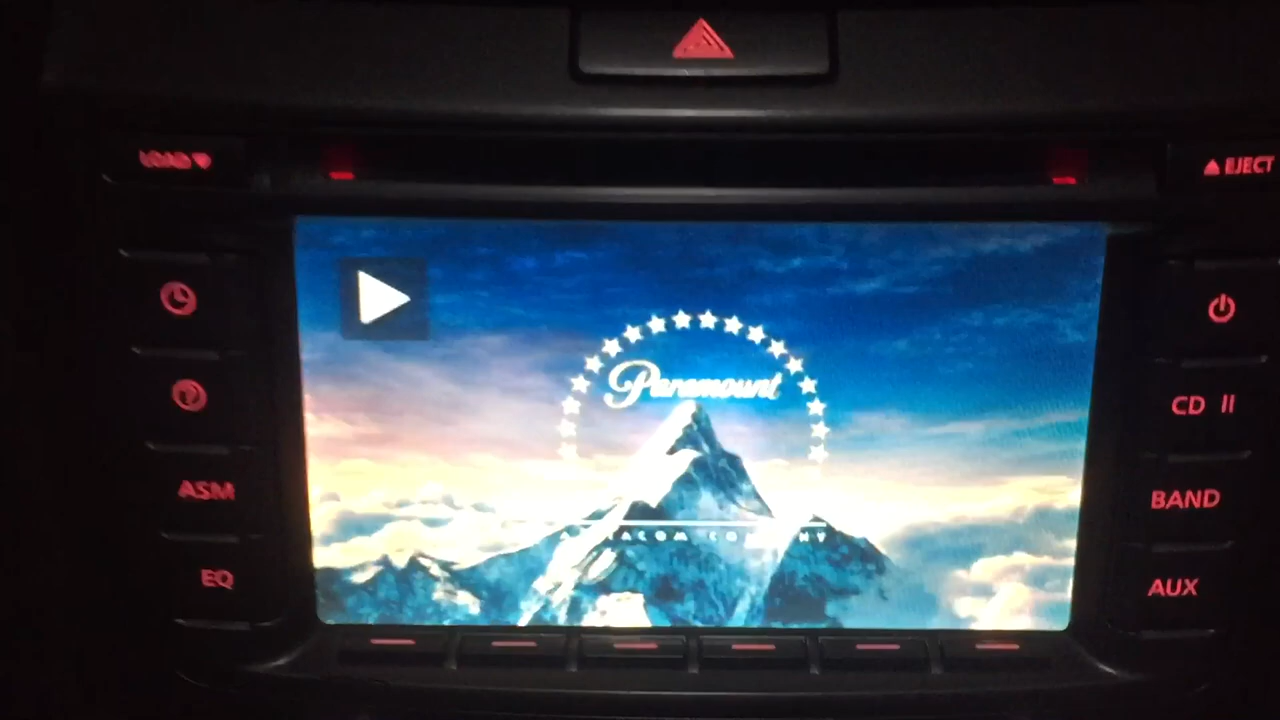 LOAD
EJECT
Paramount
CD II
ASM
BAND
A VIACOM COMPANY
EQ
AUX